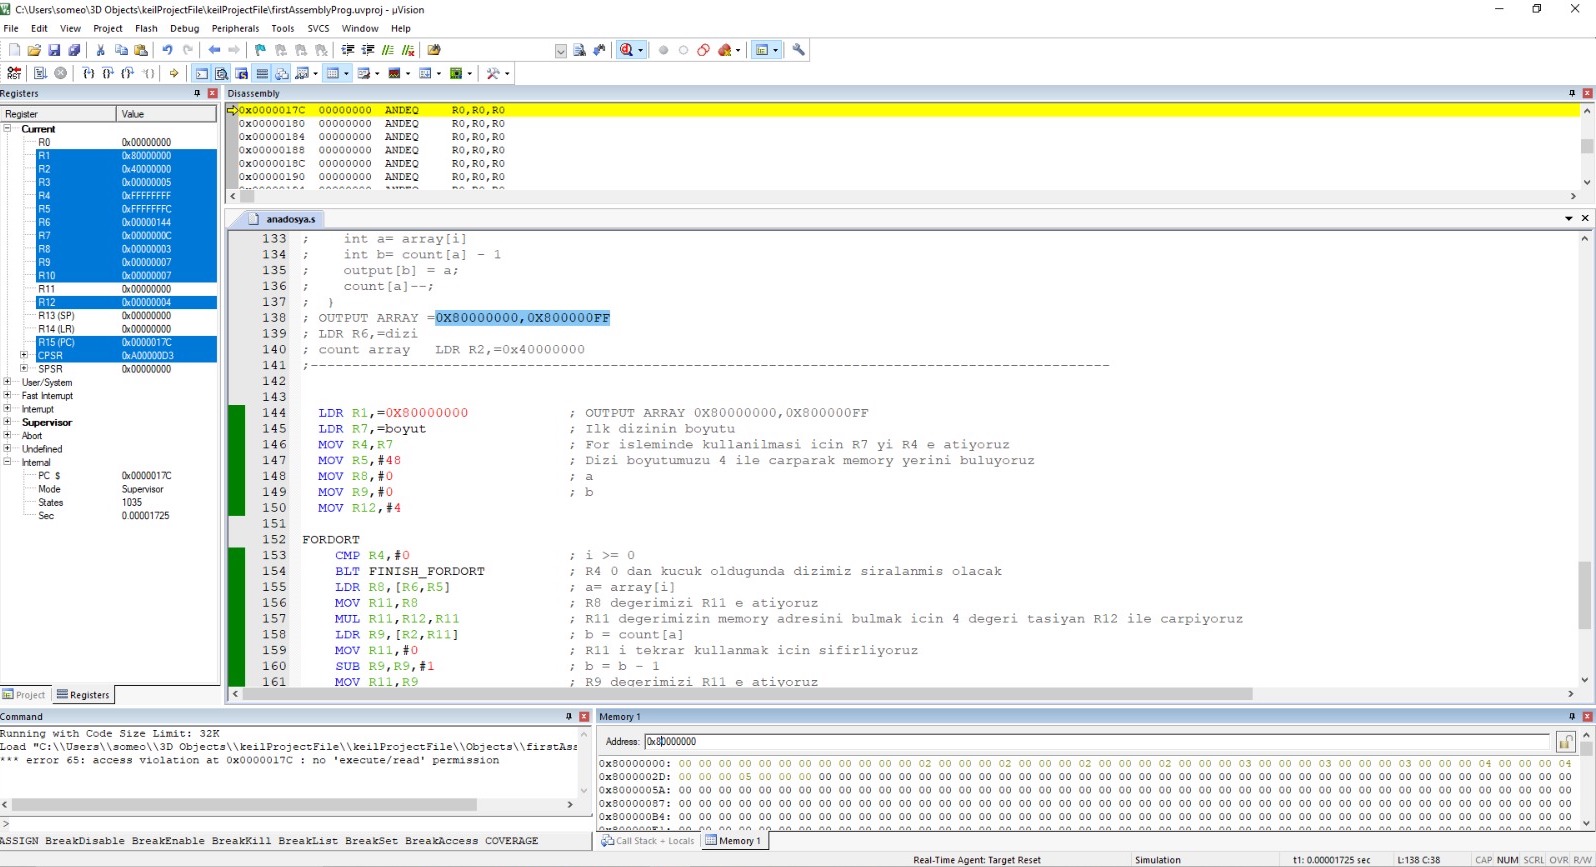 C:\Users\someo\3D Objects\keilProjectFile\keilProjectFile\firstAssemblyProg.uvproj - µVision
File Edit View Project Flash Debug Peripherals Tools SVCS Window Help
Registers
Register Value
Current
R0 0x00000000
R1 0x80000000
R2 0x40000000
R3 0x00000005
R4 0xFFFFFFFF
R5 0xFFFFFFFC
R6 0x00000144
R7 0x0000000C
R8 0x00000003
R9 0x00000007
R10 0x00000007
R11 0x00000000
R12 0x00000004
R13 (SP) 0x00000000
R14 (LR) 0x00000000
R15 (PC) 0x0000017C
CPSR 0xA00000D3
SPSR 0x00000000
User/System
Fast Interrupt
Interrupt
Supervisor
Abort
Undefined
Internal
PC $ 0x0000017C
Mode Supervisor
States 1035
Sec 0.00001725
Project Registers
Disassembly
0x0000017C 00000000 ANDEQ R0,R0,R0
0x00000180 00000000 ANDEQ R0,R0,R0
0x00000184 00000000 ANDEQ R0,R0,R0
0x00000188 00000000 ANDEQ R0,R0,R0
0x0000018C 00000000 ANDEQ R0,R0,R0
0x00000190 00000000 ANDEQ R0,R0,R0
anadosya.s
133 ; int a= array[i]
134 ; int b= count[a] - 1
135 ; output[b] = a;
136 ; count[a]--;
137 ; }
138 ; OUTPUT ARRAY =0X80000000,0X800000FF
139 ; LDR R6,=dizi
140 ; count array LDR R2,=0x40000000
141 ;------------------------------------------------------------------------------------------------
142
143
144 LDR R1,=0X80000000 ; OUTPUT ARRAY 0X80000000,0X800000FF
145 LDR R7,=boyut ; Ilk dizinin boyutu
146 MOV R4,R7 ; For isleminde kullanilmasi icin R7 yi R4 e atiyoruz
147 MOV R5,#48 ; Dizi boyutumuzu 4 ile carparak memory yerini buluyoruz
148 MOV R8,#0 ; a
149 MOV R9,#0 ; b
150 MOV R12,#4
151
152 FORDORT
153 CMP R4,#0 ; i >= 0
154 BLT FINISH_FORDORT ; R4 0 dan kucuk oldugunda dizimiz siralanmis olacak
155 LDR R8,[R6,R5] ; a= array[i]
156 MOV R11,R8 ; R8 degerimizi R11 e atiyoruz
157 MUL R11,R12,R11 ; R11 degerimizin memory adresini bulmak icin 4 degeri tasiyan R12 ile carpiyoruz
158 LDR R9,[R2,R11] ; b = count[a]
159 MOV R11,#0 ; R11 i tekrar kullanmak icin sifirliyoruz
160 SUB R9,R9,#1 ; b = b - 1
161 MOV R11,R9 ; R9 degerimizi R11 e atiyoruz
Command
Running with Code Size Limit: 32K
Load "C:\\Users\\someo\\3D Objects\\keilProjectFile\\keilProjectFile\\Objects\\firstAss
*** error 65: access violation at 0x0000017C : no 'execute/read' permission
>
ASSIGN BreakDisable BreakEnable BreakKill BreakList BreakSet BreakAccess COVERAGE
Memory 1
Address: 0x80000000
0x80000000: 00 00 00 00 00 00 00 00 00 00 00 00 02 00 00 00 02 00 00 00 02 00 00 00 02 00 00 00 03 00 00 00 03 00 00 00 03 00 00 00 04 00 00 00 04
0x8000002D: 00 00 00 05 00 00 00 00 00 00 00 00 00 00 00 00 00 00 00 00 00 00 00 00 00 00 00 00 00 00 00 00 00 00 00 00 00 00 00 00 00 00 00 00 00
0x8000005A: 00 00 00 00 00 00 00 00 00 00 00 00 00 00 00 00 00 00 00 00 00 00 00 00 00 00 00 00 00 00 00 00 00 00 00 00 00 00 00 00 00 00 00 00 00
0x80000087: 00 00 00 00 00 00 00 00 00 00 00 00 00 00 00 00 00 00 00 00 00 00 00 00 00 00 00 00 00 00 00 00 00 00 00 00 00 00 00 00 00 00 00 00 00
0x800000B4: 00 00 00 00 00 00 00 00 00 00 00 00 00 00 00 00 00 00 00 00 00 00 00 00 00 00 00 00 00 00 00 00 00 00 00 00 00 00 00 00 00 00 00 00 00
Call Stack + Locals Memory 1
Real-Time Agent: Target Reset Simulation t1: 0.00001725 sec L:138 C:38 CAP NUM SCRL OVR R/W